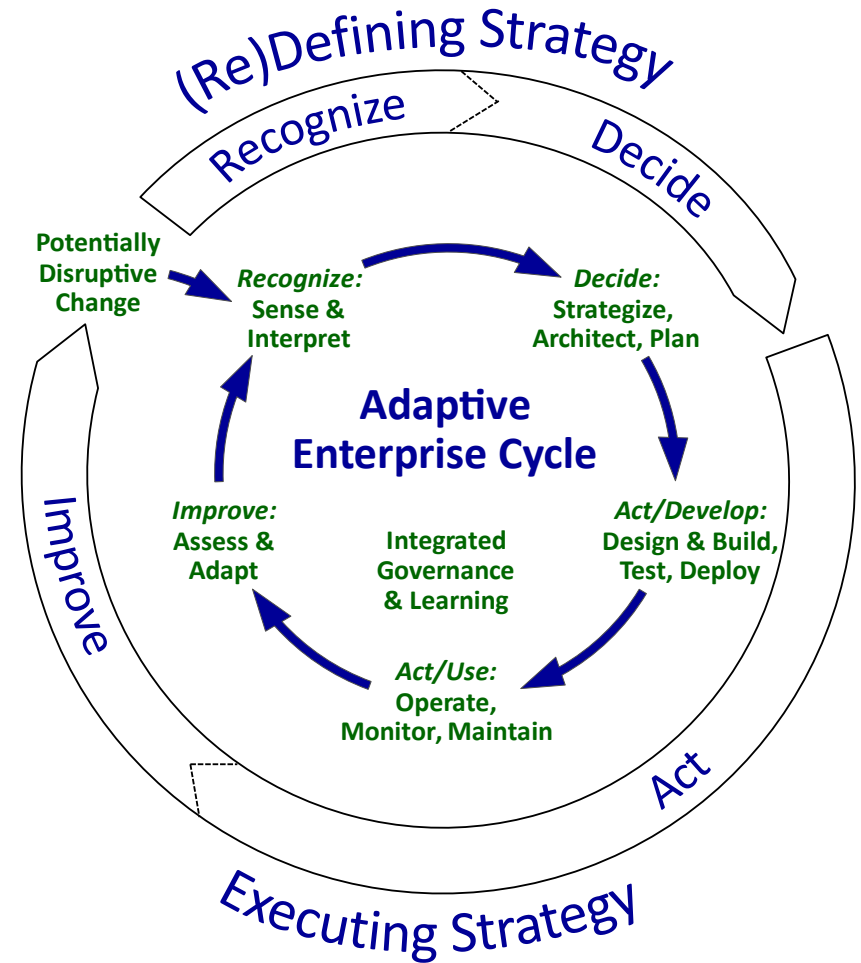 (Re)Defining Strategy
Recognize
Decide
Potentially
Disruptive
Change
Recognize:
Sense &
Interpret
Decide:
Strategize,
Architect, Plan
Adaptive
Enterprise Cycle
Improve
Improve:
Assess &
Adapt
Integrated
Governance
& Learning
Act/Develop:
Design & Build,
Test, Deploy
Act/Use:
Operate,
Monitor, Maintain
Act
Executing Strategy